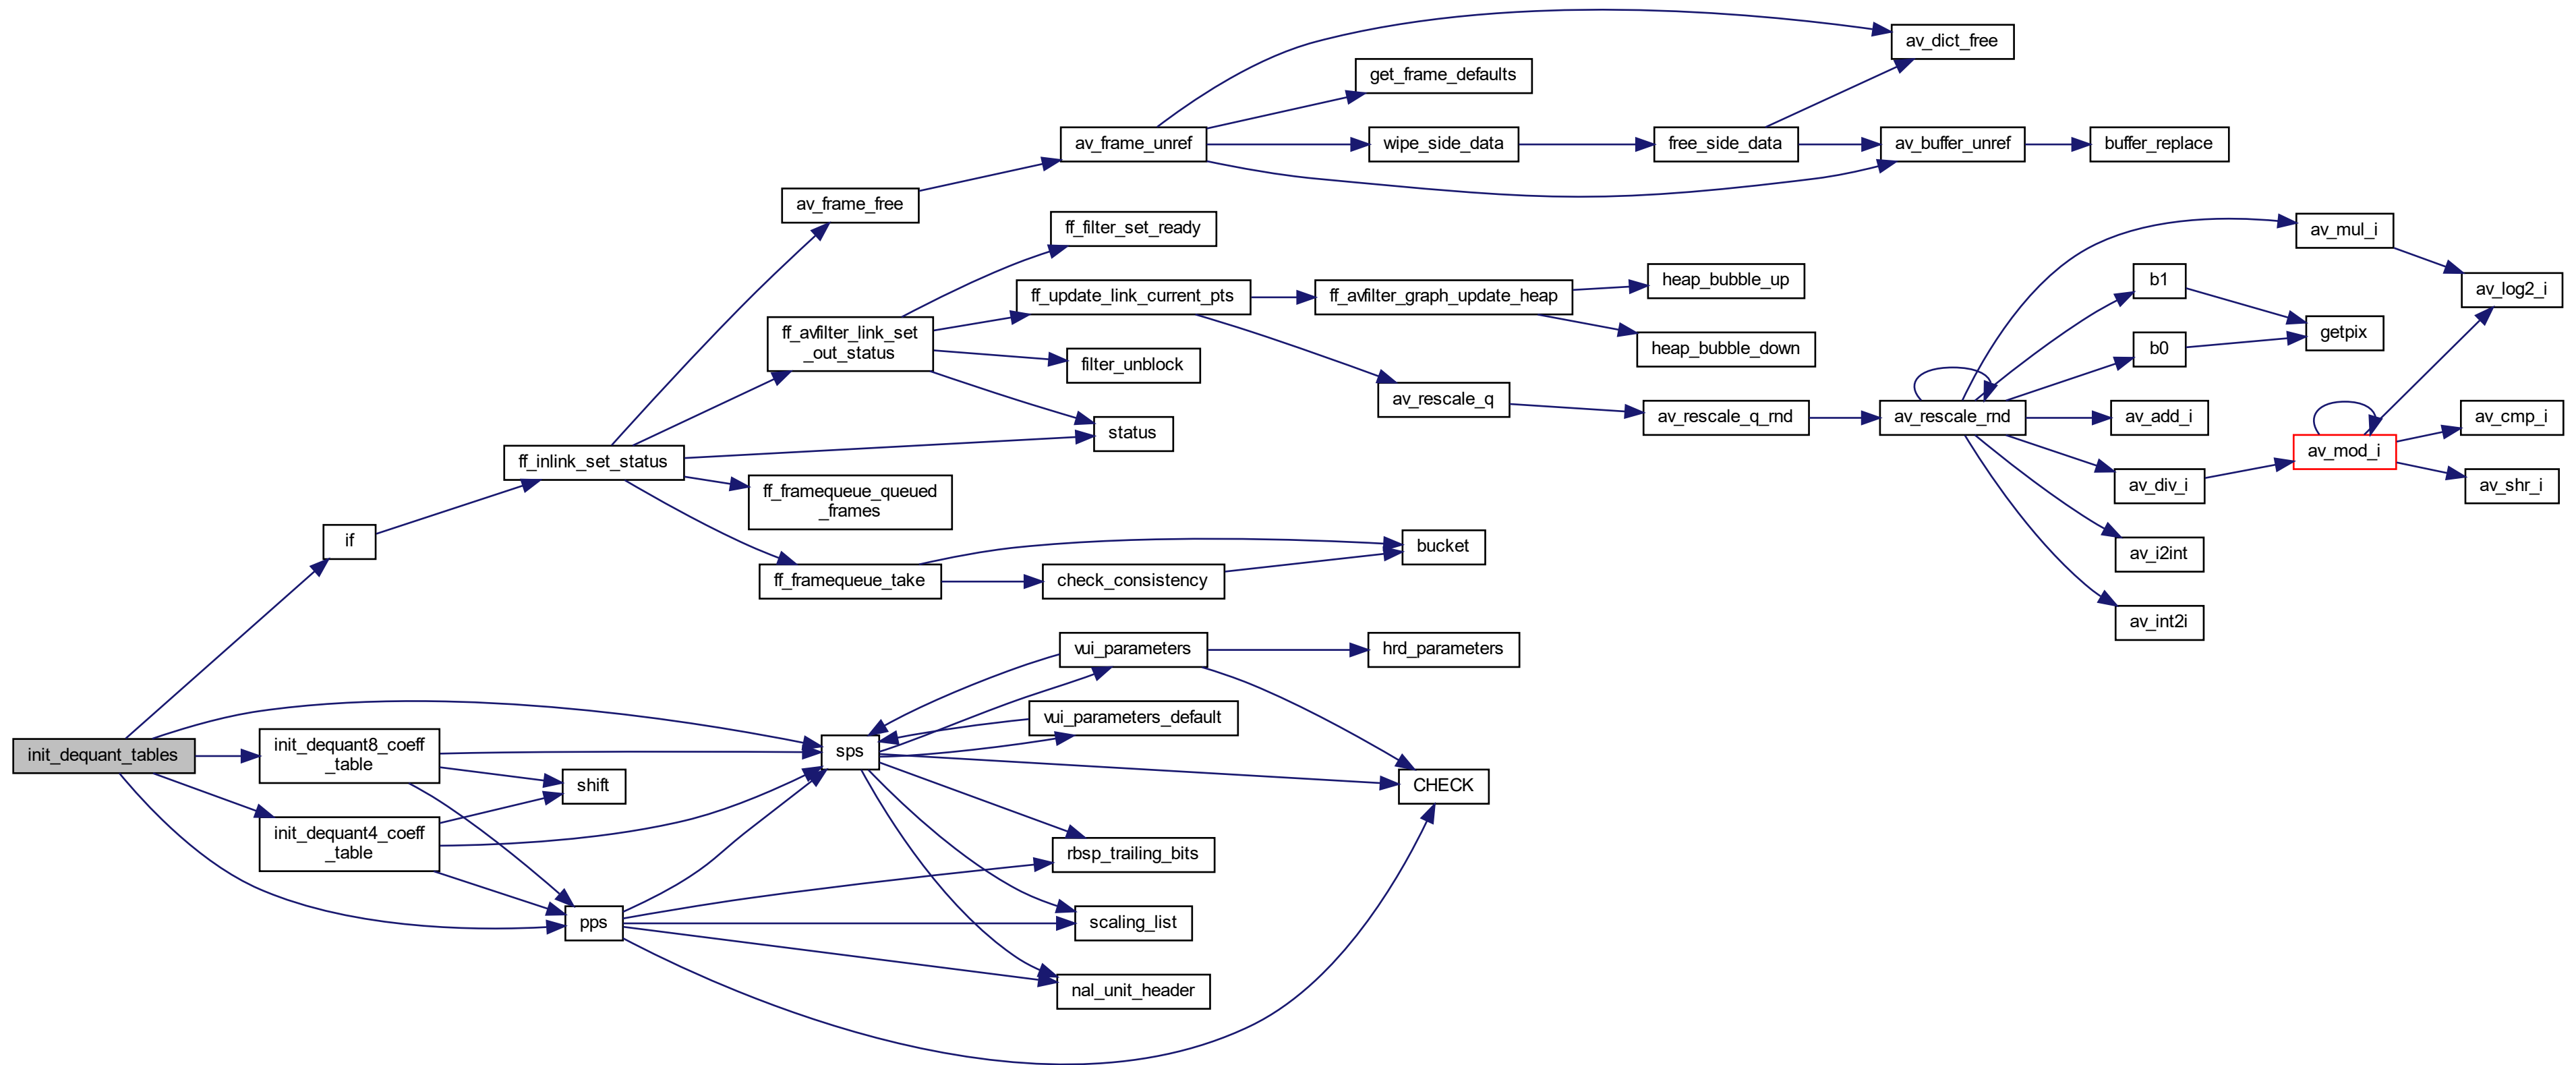 init_dequant_tables
if
ff_inlink_set_status
av_frame_free
av_frame_unref
av_dict_free
get_frame_defaults
wipe_side_data
free_side_data
av_buffer_unref
buffer_replace
ff_avfilter_link_set
_out_status
ff_filter_set_ready
ff_update_link_current_pts
filter_unblock
status
ff_avfilter_graph_update_heap
heap_bubble_up
heap_bubble_down
av_rescale_q
av_rescale_q_rnd
av_rescale_rnd
av_mul_i
b1
b0
getpix
av_add_i
av_div_i
av_i2int
av_int2i
av_mod_i
av_log2_i
av_cmp_i
av_shr_i
ff_framequeue_queued
_frames
ff_framequeue_take
check_consistency
bucket
init_dequant8_coeff
_table
init_dequant4_coeff
_table
shift
pps
sps
vui_parameters
hrd_parameters
vui_parameters_default
CHECK
rbsp_trailing_bits
scaling_list
nal_unit_header